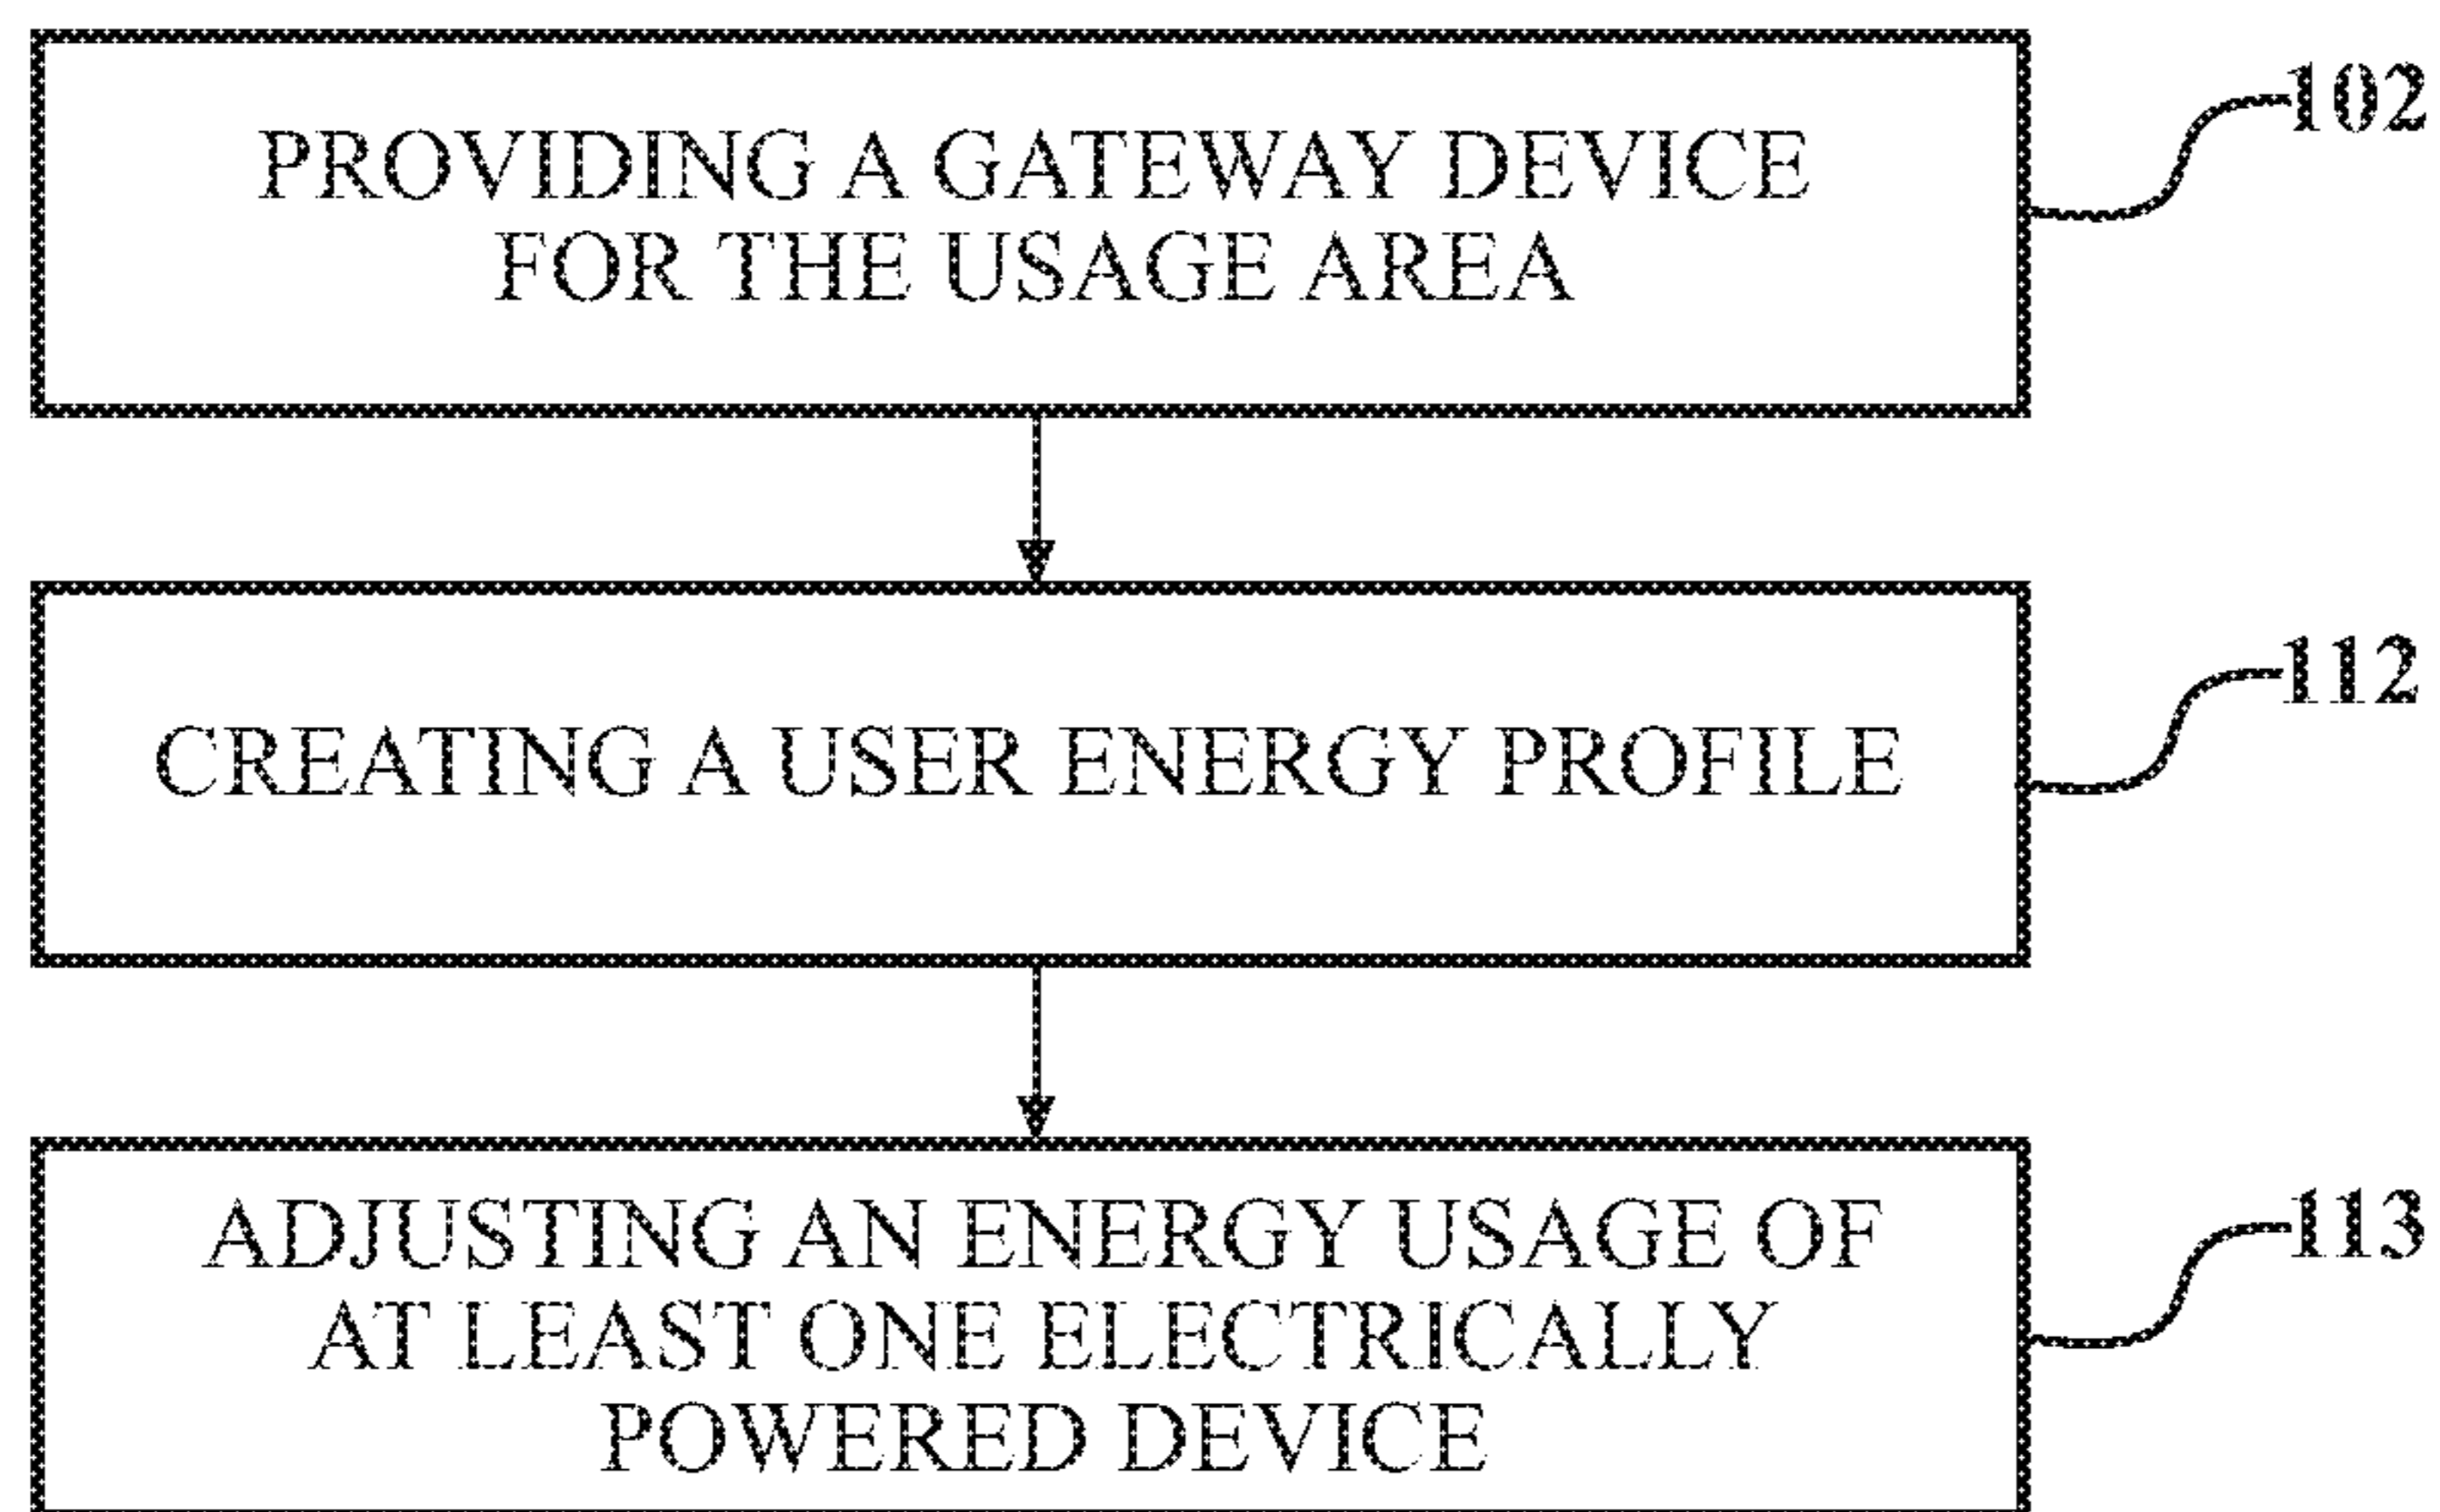 PROVIDING A GATEWAY DEVICE
FOR THE USAGE AREA
102
CREATING A USER ENERGY PROFILE
112
ADJUSTING AN ENERGY USAGE OF
AT LEAST ONE ELECTRICALLY
POWERED DEVICE
113